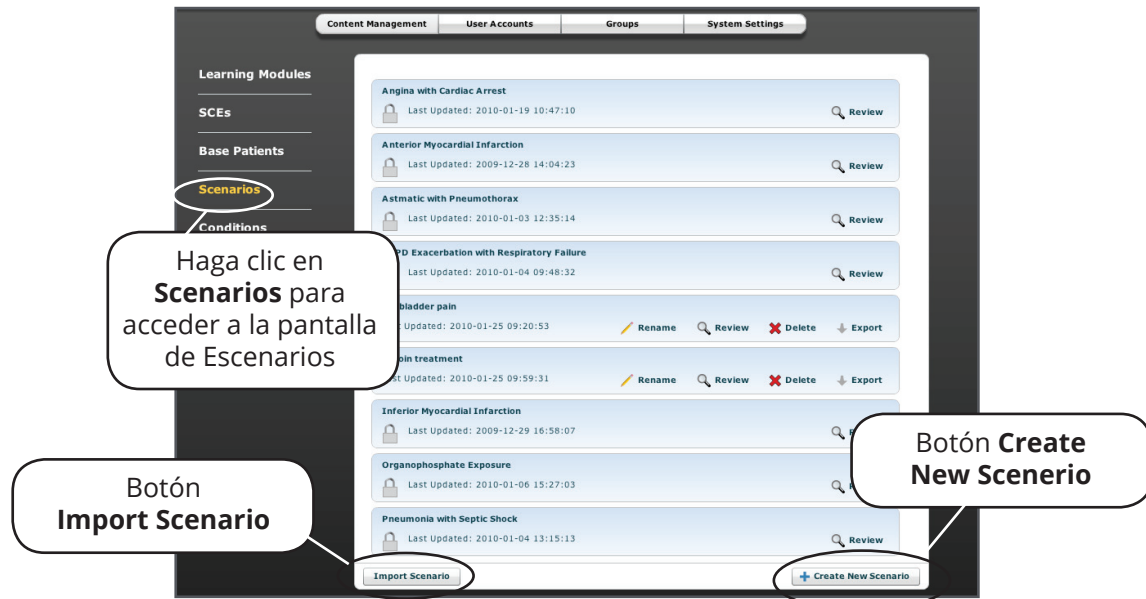 Content Management User Accounts Groups System Settings
Learning Modules
SCEs
Base Patients
Scenarios
Conditions
Angina with Cardiac Arrest
Last Updated: 2010-01-19 10:47:10 Review
Anterior Myocardial Infarction
Last Updated: 2009-12-28 14:04:23 Review
Astmatic with Pneumothorax
Last Updated: 2010-01-03 12:35:14 Review
PD Exacerbation with Respiratory Failure
Last Updated: 2010-01-04 09:48:32 Review
bladder pain
Updated: 2010-01-25 09:20:53 Rename Review Delete Export
treatment
Updated: 2010-01-25 09:59:31 Rename Review Delete Export
Inferior Myocardial Infarction
Last Updated: 2009-12-29 16:58:07
Organophosphate Exposure
Last Updated: 2010-01-06 15:27:03
Pneumonia with Septic Shock
Last Updated: 2010-01-04 13:15:13 Review
Import Scenario Create New Scenario
Haga clic en
Scenarios para
acceder a la pantalla
de Escenarios
Botón
Import Scenario
Botón Create
New Scenerio